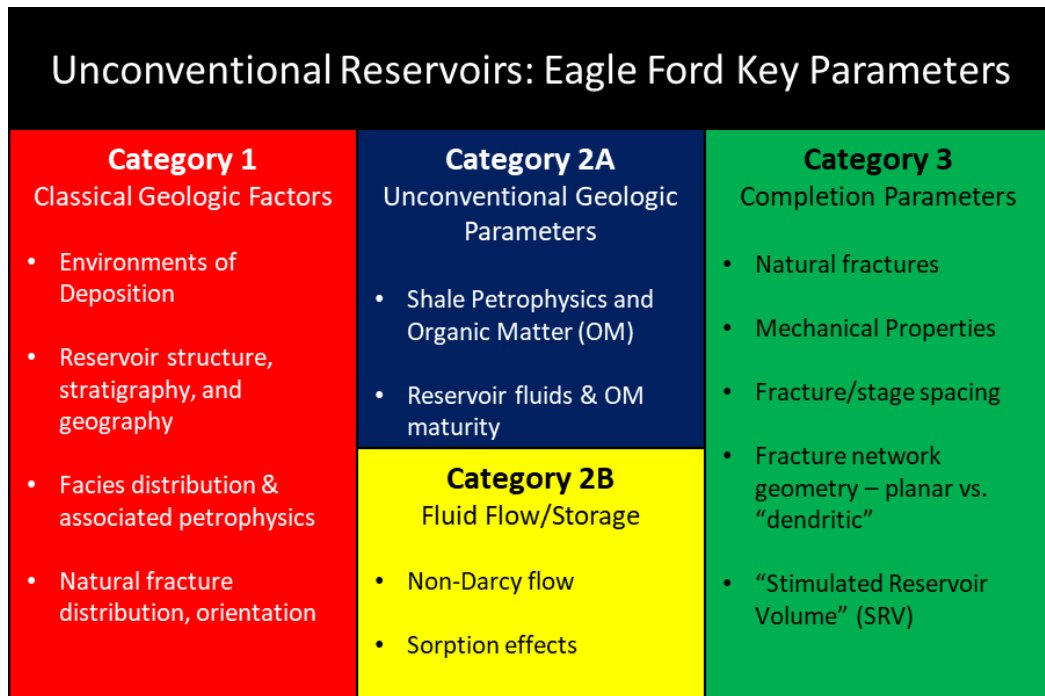 Unconventional Reservoirs: Eagle Ford Key Parameters
Category 1
Classical Geologic Factors
• Environments of
Deposition
• Reservoir structure,
stratigraphy, and
geography
• Facies distribution &
associated petrophysics
• Natural fracture
distribution, orientation
Category 2A
Unconventional Geologic
Parameters
• Shale Petrophysics and
Organic Matter (OM)
• Reservoir fluids & OM
maturity
Category 2B
Fluid Flow/Storage
• Non-Darcy flow
• Sorption effects
Category 3
Completion Parameters
• Natural fractures
• Mechanical Properties
• Fracture/stage spacing
• Fracture network
geometry – planar vs.
“dendritic”
• “Stimulated Reservoir
Volume” (SRV)